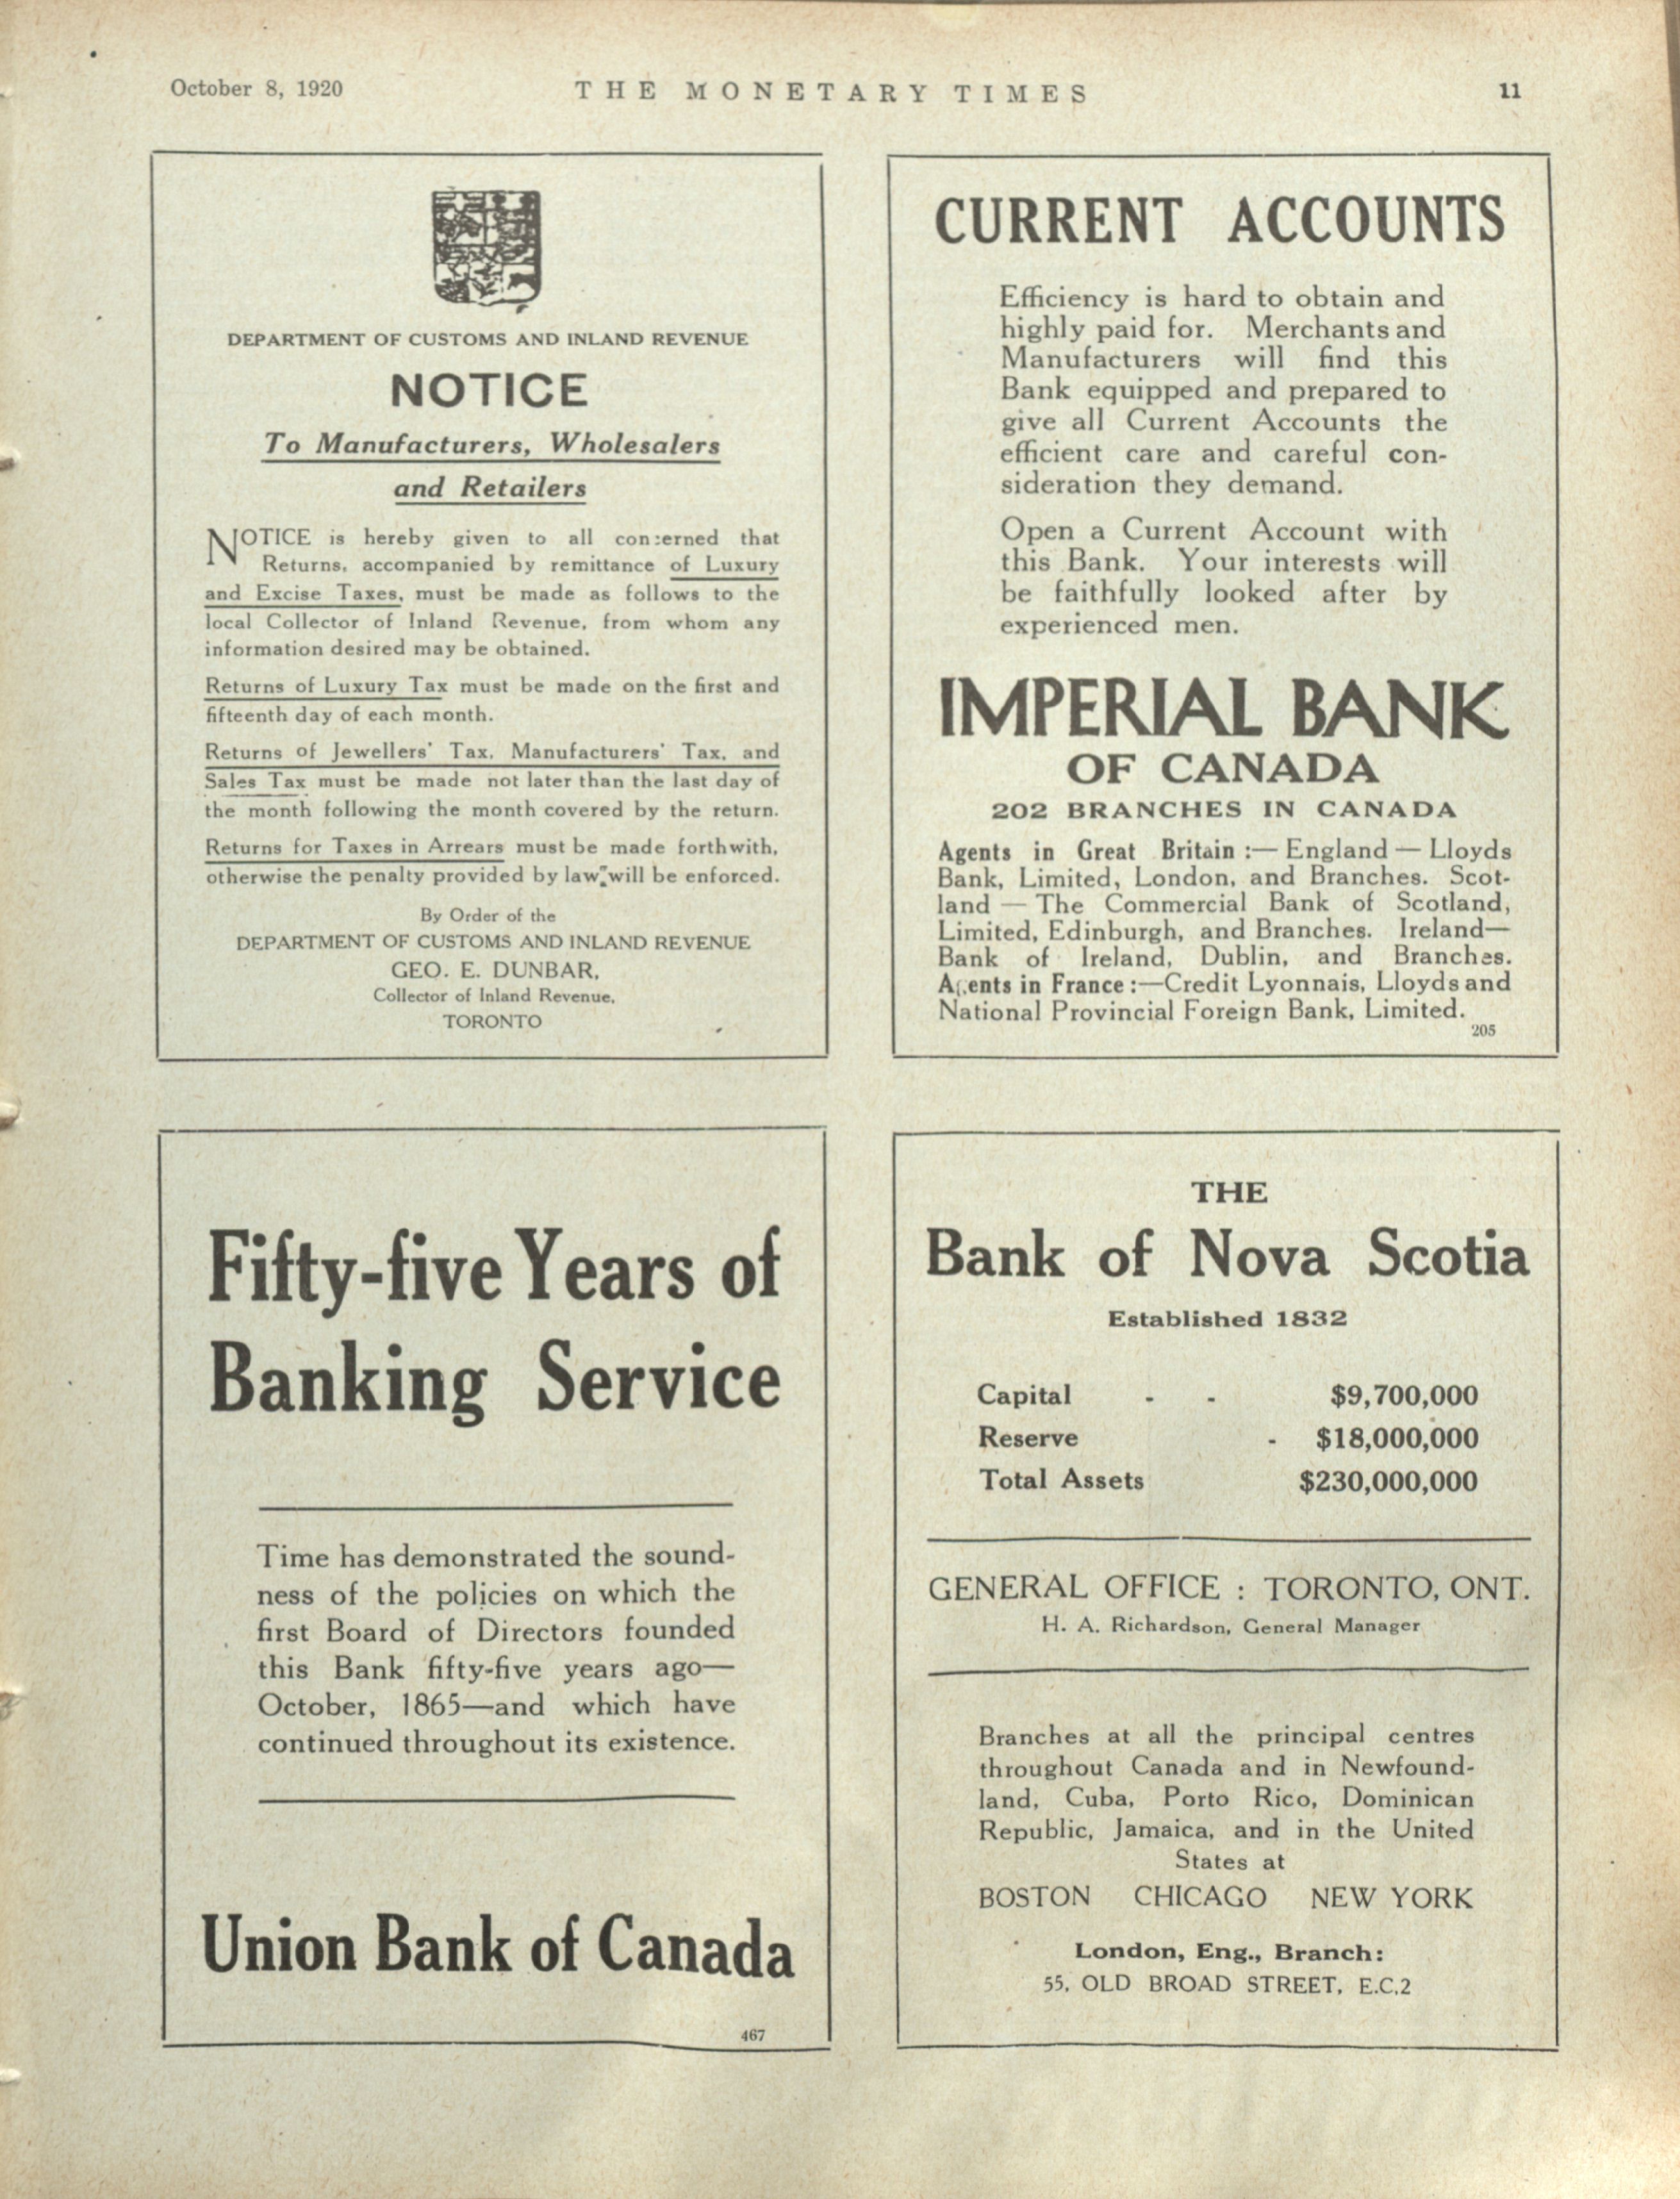 October 8, 1920
THE MONETARY TIMES
11
DEPARTMENT OF CUSTOMS AND INLAND REVENUE
NOTICE
To Manufacturers, Wholesalers
and Retailers
NOTICE is hereby given to all concerned that
Returns, accompanied by remittance of Luxury
and Excise Taxes, must be made as follows to the
local Collector of Inland Revenue, from whom any
information desired may be obtained.
Returns of Luxury Tax must be made on the first and
fifteenth day of each month.
Returns of Jewellers' Tax, Manufacturers' Tax, and
Sales Tax must be made not later than the last day of
the month following the month covered by the return.
Returns for Taxes in Arrears must be made forthwith,
otherwise the penalty provided by law will be enforced.
By Order of the
DEPARTMENT OF CUSTOMS AND INLAND REVENUE
GEO. E. DUNBAR,
Collector of Inland Revenue,
TORONTO
CURRENT ACCOUNTS
Efficiency is hard to obtain and
highly paid for. Merchants and
Manufacturers will find this
Bank equipped and prepared to
give all Current Accounts the
efficient care and careful con-
sideration they demand.
Open a Current Account with
this Bank. Your interests will
be faithfully looked after by
experienced men.
IMPERIAL BANK
OF CANADA
202 BRANCHES IN CANADA
Agents in Great Britain :— England — Lloyds
Bank, Limited, London, and Branches. Scot-
land — The Commercial Bank of Scotland,
Limited, Edinburgh, and Branches. Ireland—
Bank of Ireland, Dublin, and Branches.
Agents in France :—Credit Lyonnais, Lloyds and
National Provincial Foreign Bank, Limited.
205
Fifty-five Years of
Banking Service
Time has demonstrated the sound-
ness of the policies on which the
first Board of Directors founded
this Bank fifty-five years ago—
October, 1865—and which have
continued throughout its existence.
Union Bank of Canada
467
THE
Bank of Nova Scotia
Established 1832
Capital - - $9,700,000
Reserve - $18,000,000
Total Assets $230,000,000
GENERAL OFFICE : TORONTO, ONT.
H. A. Richardson, General Manager
Branches at all the principal centres
throughout Canada and in Newfound-
land, Cuba, Porto Rico, Dominican
Republic, Jamaica, and in the United
States at
BOSTON CHICAGO NEW YORK
London, Eng., Branch:
55, OLD BROAD STREET, E.C.2